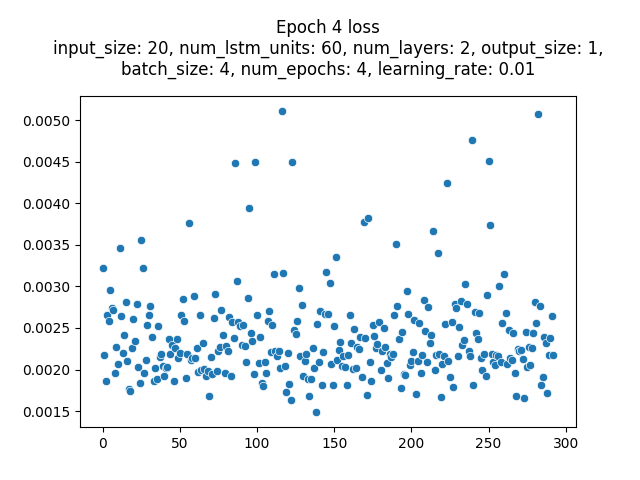 Epoch 4 loss
input_size: 20, num_lstm_units: 60, num_layers: 2, output_size: 1,
batch_size: 4, num_epochs: 4, learning_rate: 0.01
0.0050
0.0045
0.0040
0.0035
0.0030
0.0025
0.0020
0.0015
0 50 100 150 200 250 300